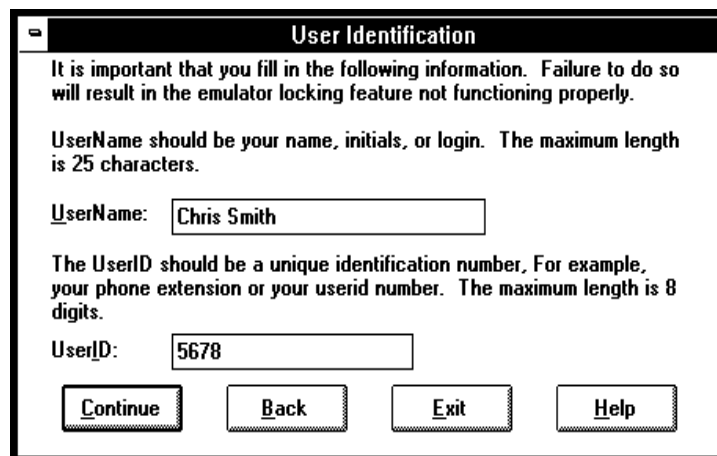 User Identification
It is important that you fill in the following information.  Failure to do so
will result in the emulator locking feature not functioning properly.
UserName should be your name, initials, or login.  The maximum length
is 25 characters.
UserName: Chris Smith
The UserID should be a unique identification number, For example,
your phone extension or your userid number.  The maximum length is 8
digits.
UserID: 5678
Continue Back Exit Help